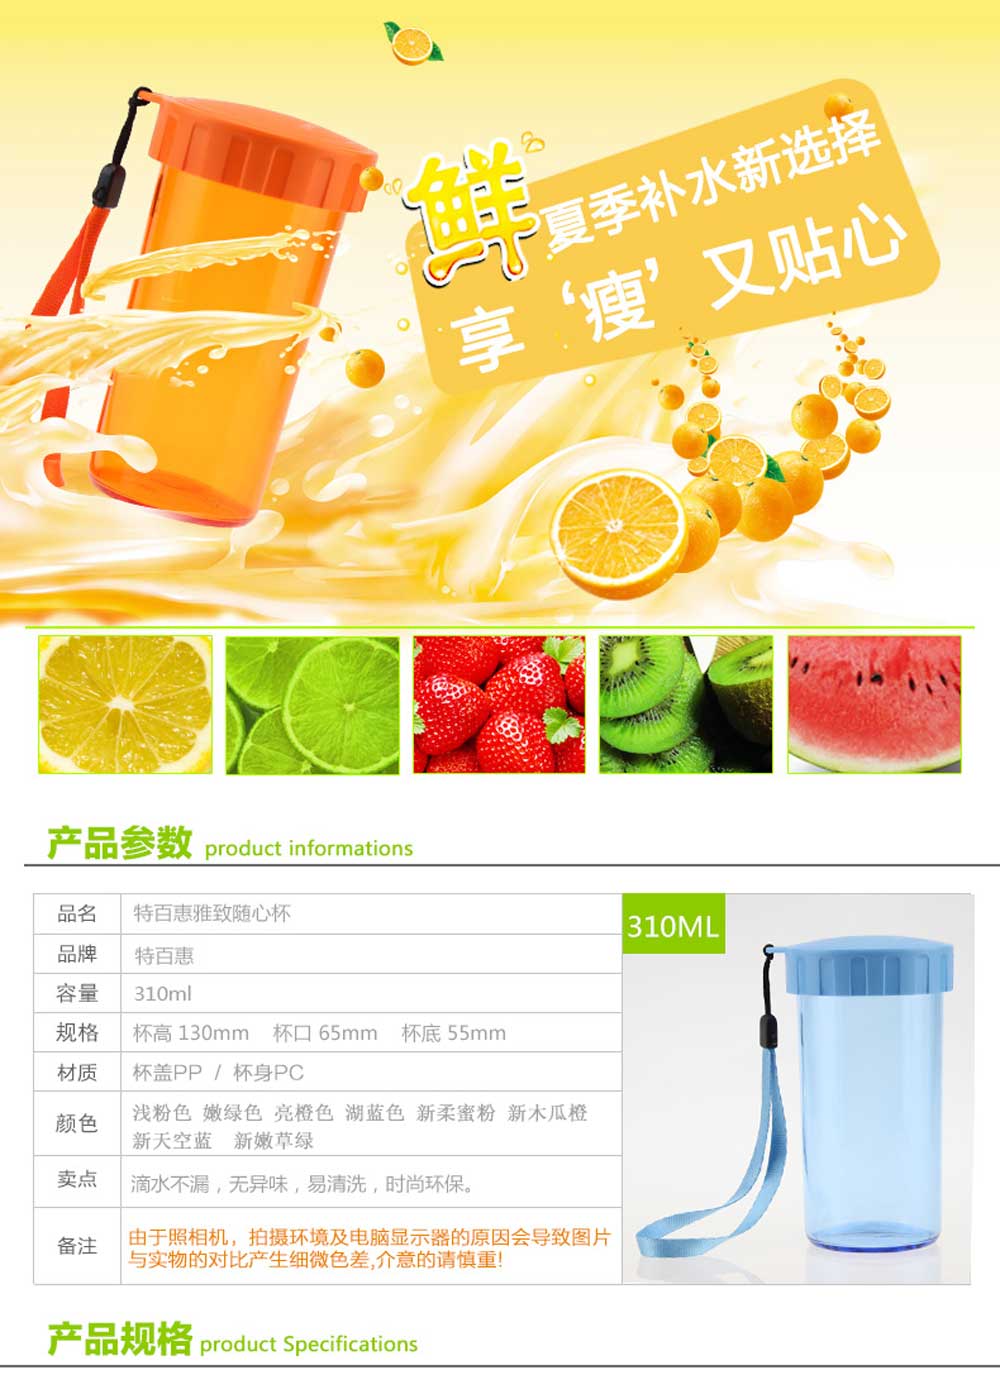 鲜 夏季补水新选择
享‘瘦’又贴心
产品参数 product informations
品名 特百惠雅致随心杯
品牌 特百惠
容量 310ml
规格 杯高 130mm 杯口 65mm 杯底 55mm
材质 杯盖PP / 杯身PC
颜色 浅粉色 嫩绿色 亮橙色 湖蓝色 新柔蜜粉 新木瓜橙
新天空蓝 新嫩草绿
卖点 滴水不漏，无异味，易清洗，时尚环保。
备注 由于照相机，拍摄环境及电脑显示器的原因会导致图片
与实物的对比产生细微色差,介意的请慎重!
310ML
产品规格 product Specifications